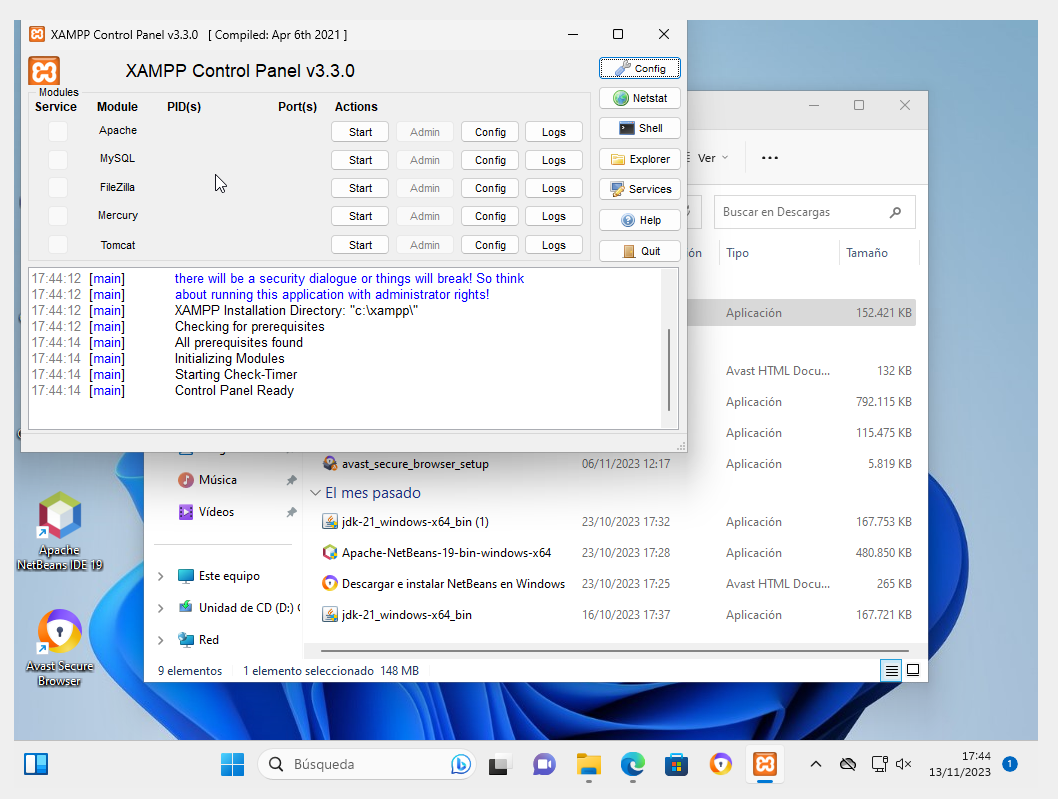 XAMPP Control Panel v3.3.0 [ Compiled: Apr 6th 2021 ]
XAMPP Control Panel v3.3.0
Config
Modules
Service Module PID(s) Port(s) Actions
Netstat
Apache Start Admin Config Logs
Shell
MySQL Start Admin Config Logs
Explorer
FileZilla Start Admin Config Logs
Services
Mercury Start Admin Config Logs
Help
Tomcat Start Admin Config Logs
Quit
17:44:12 [main] there will be a security dialogue or things will break! So think
17:44:12 [main] about running this application with administrator rights!
17:44:12 [main] XAMPP Installation Directory: "c:\xampp\"
17:44:12 [main] Checking for prerequisites
17:44:14 [main] All prerequisites found
17:44:14 [main] Initializing Modules
17:44:14 [main] Starting Check-Timer
17:44:14 [main] Control Panel Ready
Ver
Buscar en Descargas
ón Tipo Tamaño
Aplicación 152.421 KB
Avast HTML Docu... 132 KB
Aplicación 792.115 KB
Aplicación 115.475 KB
avast_secure_browser_setup 06/11/2023 12:17 Aplicación 5.819 KB
Música
El mes pasado
Vídeos
jdk-21_windows-x64_bin (1) 23/10/2023 17:32 Aplicación 167.753 KB
Apache-NetBeans-19-bin-windows-x64 23/10/2023 17:28 Aplicación 480.850 KB
Este equipo
Descargar e instalar NetBeans en Windows 23/10/2023 17:25 Avast HTML Docu... 265 KB
Unidad de CD (D:)
jdk-21_windows-x64_bin 16/10/2023 17:37 Aplicación 167.721 KB
Red
9 elementos 1 elemento seleccionado 148 MB
Apache
NetBeans IDE 19
Avast Secure
Browser
Búsqueda
17:44
13/11/2023
1